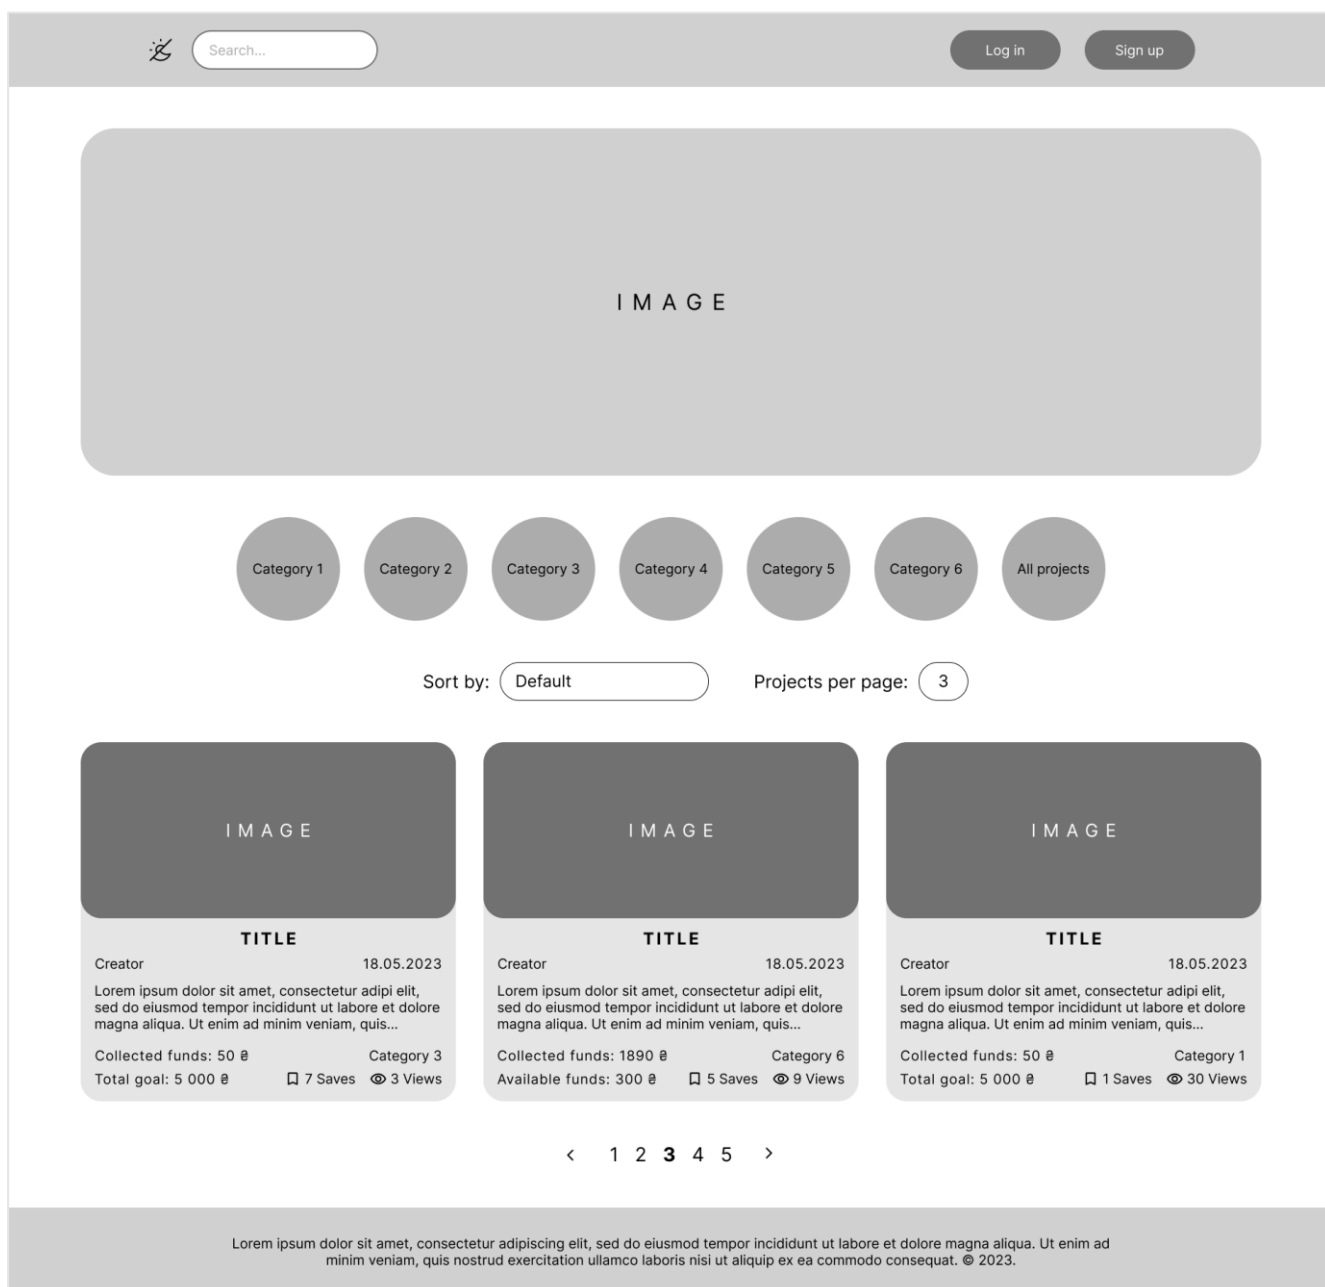 Search...
Log in
Sign up
IMAGE
Category 1
Category 2
Category 3
Category 4
Category 5
Category 6
All projects
Sort by:
Default
Projects per page:
3
IMAGE
TITLE
Creator
18.05.2023
Lorem ipsum dolor sit amet, consectetur adipi elit,
sed do eiusmod tempor incididunt ut labore et dolore
magna aliqua. Ut enim ad minim veniam, quis...
Collected funds: 50 ₴
Category 3
Total goal: 5 000 ₴
7 Saves
3 Views
IMAGE
TITLE
Creator
18.05.2023
Lorem ipsum dolor sit amet, consectetur adipi elit,
sed do eiusmod tempor incididunt ut labore et dolore
magna aliqua. Ut enim ad minim veniam, quis...
Collected funds: 1890 ₴
Category 6
Available funds: 300 ₴
5 Saves
9 Views
IMAGE
TITLE
Creator
18.05.2023
Lorem ipsum dolor sit amet, consectetur adipi elit,
sed do eiusmod tempor incididunt ut labore et dolore
magna aliqua. Ut enim ad minim veniam, quis...
Collected funds: 50 ₴
Category 1
Total goal: 5 000 ₴
1 Saves
30 Views
1 2 3 4 5
Lorem ipsum dolor sit amet, consectetur adipiscing elit, sed do eiusmod tempor incididunt ut labore et dolore magna aliqua. Ut enim ad
minim veniam, quis nostrud exercitation ullamco laboris nisi ut aliquip ex ea commodo consequat. © 2023.